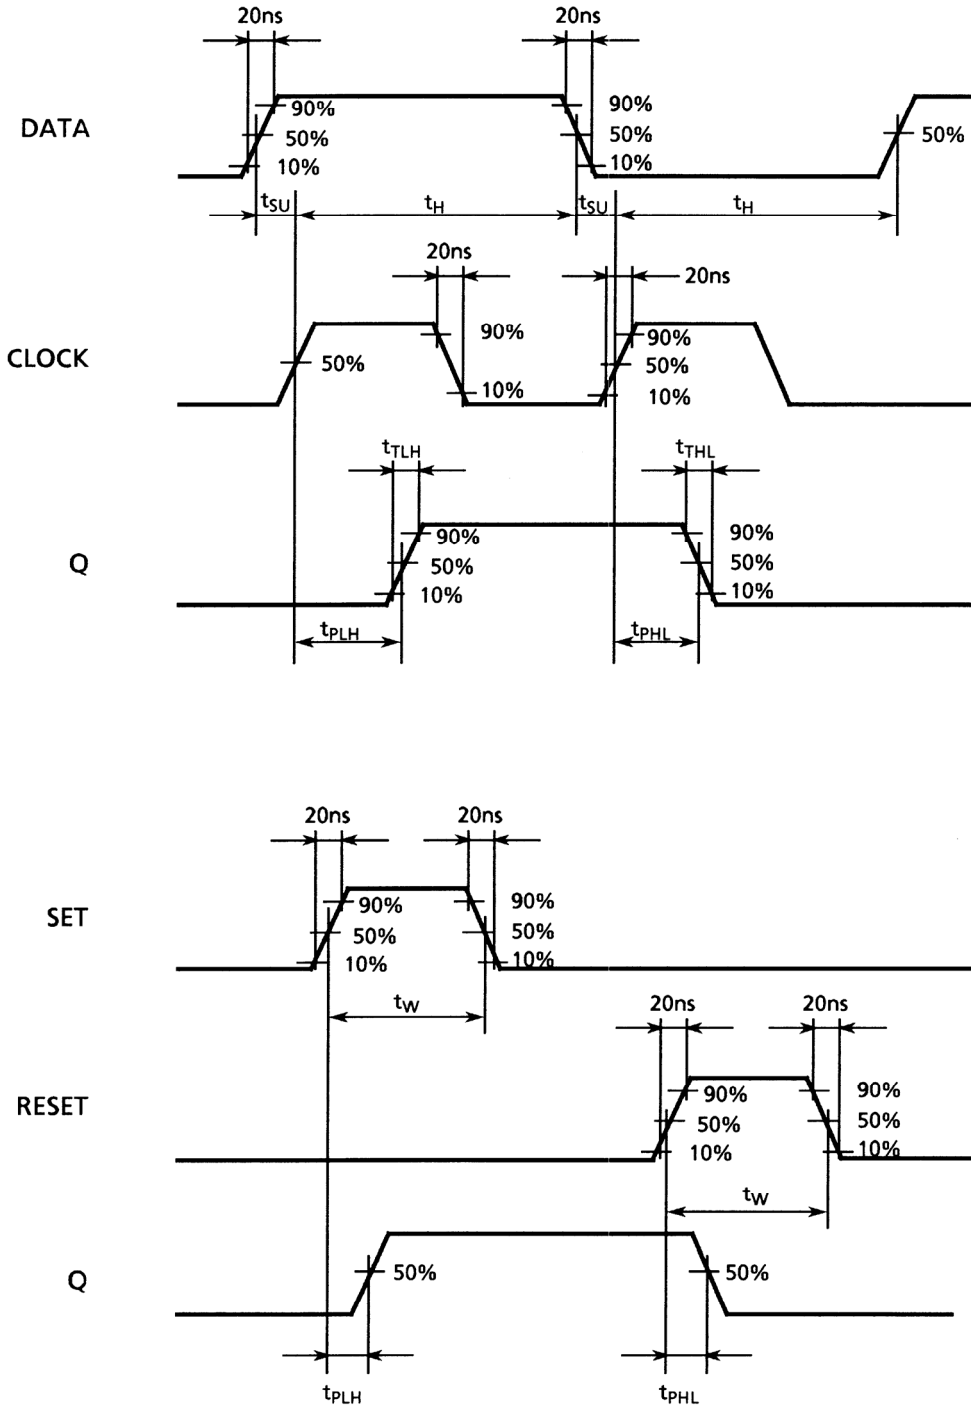 20ns 20ns
DATA 90% 90%
50% 50% 50%
10% 10%
tSU tH tSU tH
20ns 20ns
CLOCK 90% 90%
50% 50%
10% 10%
tTLH tTHL
Q 90% 90%
50% 50%
10% 10%
tPLH tPHL
20ns 20ns
SET 90% 90%
50% 50%
10% 10%
tW
20ns 20ns
RESET 90% 90%
50% 50%
10% 10%
tW
Q 50% 50%
tPLH tPHL